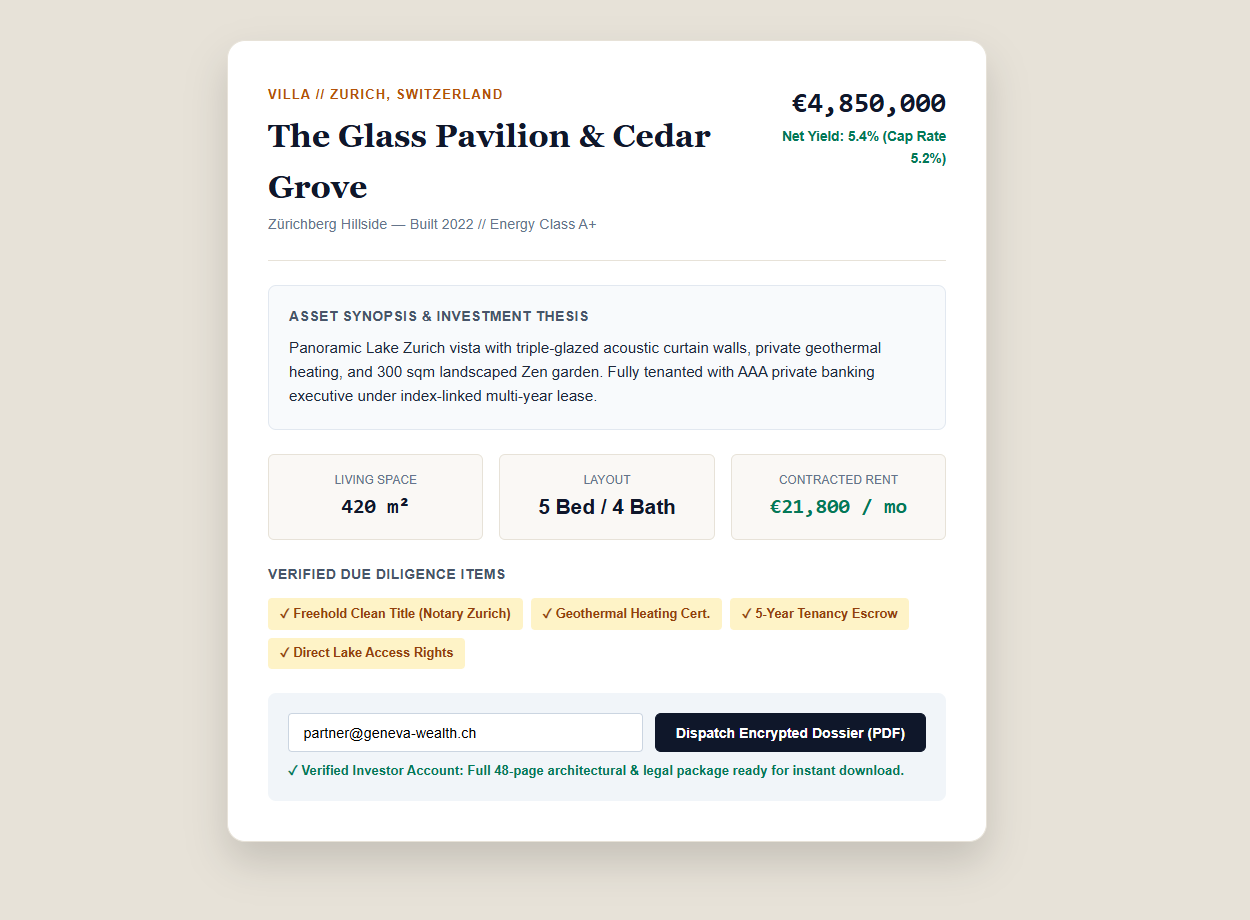 VILLA // ZURICH, SWITZERLAND
The Glass Pavilion & Cedar
Grove
Zürichberg Hillside — Built 2022 // Energy Class A+
€4,850,000
Net Yield: 5.4% (Cap Rate
5.2%)
ASSET SYNOPSIS & INVESTMENT THESIS
Panoramic Lake Zurich vista with triple-glazed acoustic curtain walls, private geothermal
heating, and 300 sqm landscaped Zen garden. Fully tenanted with AAA private banking
executive under index-linked multi-year lease.
LIVING SPACE
420 m²
LAYOUT
5 Bed / 4 Bath
CONTRACTED RENT
€21,800 / mo
VERIFIED DUE DILIGENCE ITEMS
✓ Freehold Clean Title (Notary Zurich)
✓ Geothermal Heating Cert.
✓ 5-Year Tenancy Escrow
✓ Direct Lake Access Rights
partner@geneva-wealth.ch
Dispatch Encrypted Dossier (PDF)
✓ Verified Investor Account: Full 48-page architectural & legal package ready for instant download.